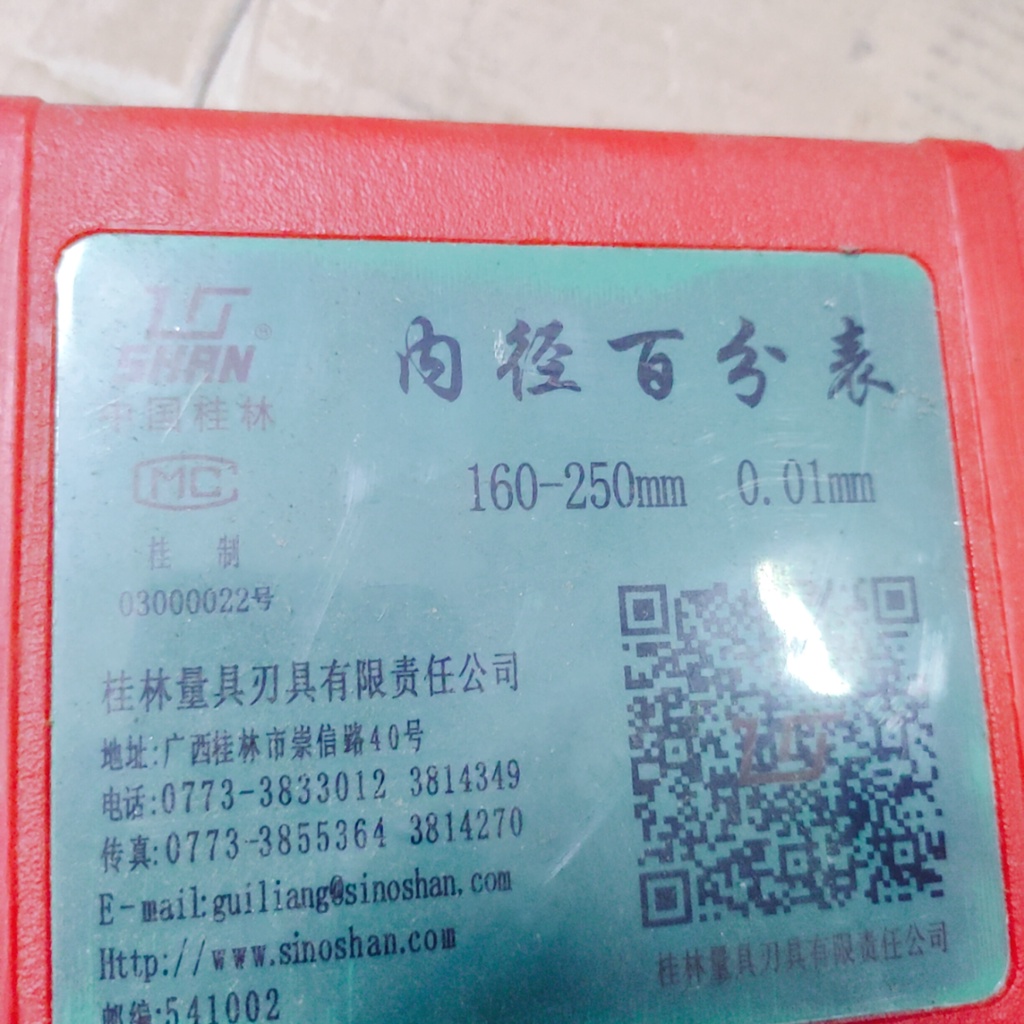 SHAN®
中国桂林
内径百分表
160-250mm 0.01mm
MC
桂 制
03000022号
桂林量具刃具有限责任公司
地址:广西桂林市崇信路40号
电话:0773-3833012 3814349
传真:0773-3855364 3814270
E-mail:guiliang@sinoshan.com
Http://www.sinoshan.com
邮编:541002
桂林量具刃具有限责任公司